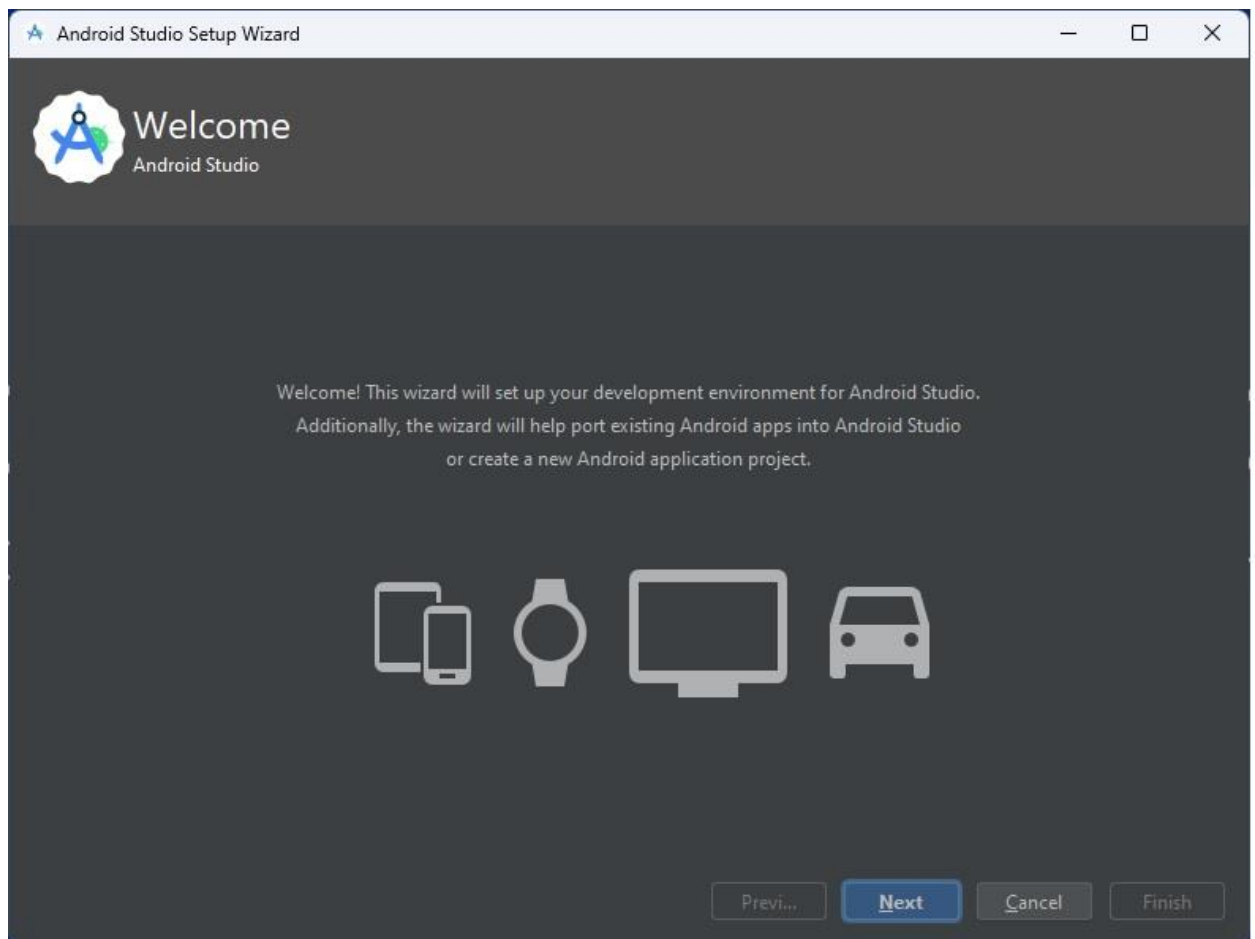 Android Studio Setup Wizard
Welcome
Android Studio
Welcome! This wizard will set up your development environment for Android Studio.
Additionally, the wizard will help port existing Android apps into Android Studio
or create a new Android application project.
Previ... Next Cancel Finish